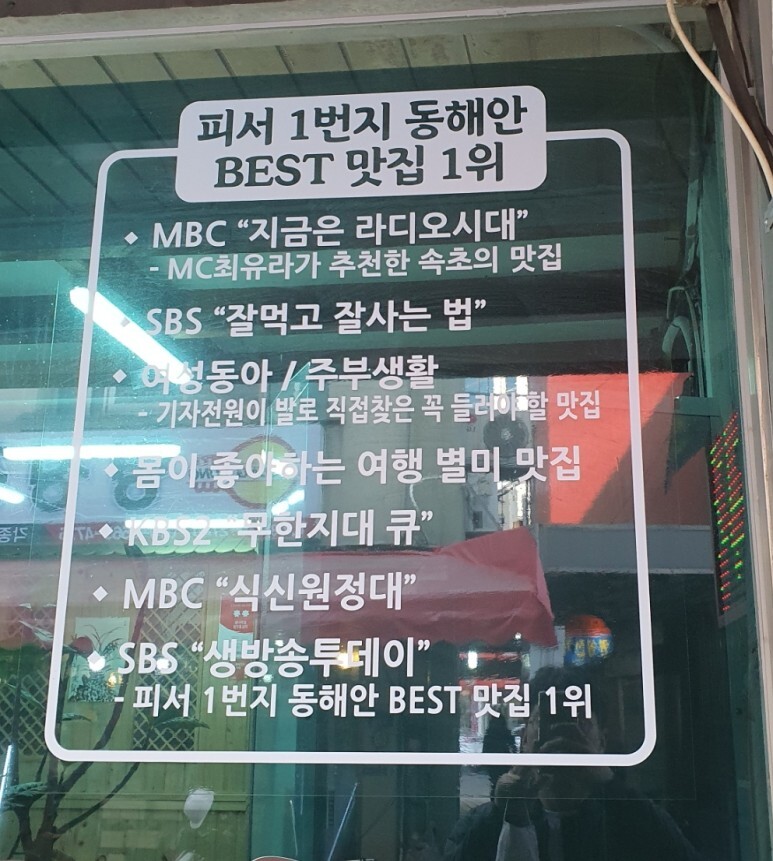 피서 1번지 동해안
BEST 맛집 1위
◆ MBC “지금은 라디오시대”
- MC최유라가 추천한 속초의 맛집
◆ SBS “잘먹고 잘사는 법”
◆ 여성동아 / 주부생활
- 기자전원이 발로 직접찾은 꼭 들러야 할 맛집
◆ 몸이 좋아하는 여행 별미 맛집
◆ KBS2 “무한지대 큐”
◆ MBC “식신원정대”
◆ SBS “생방송투데이”
- 피서 1번지 동해안 BEST 맛집 1위